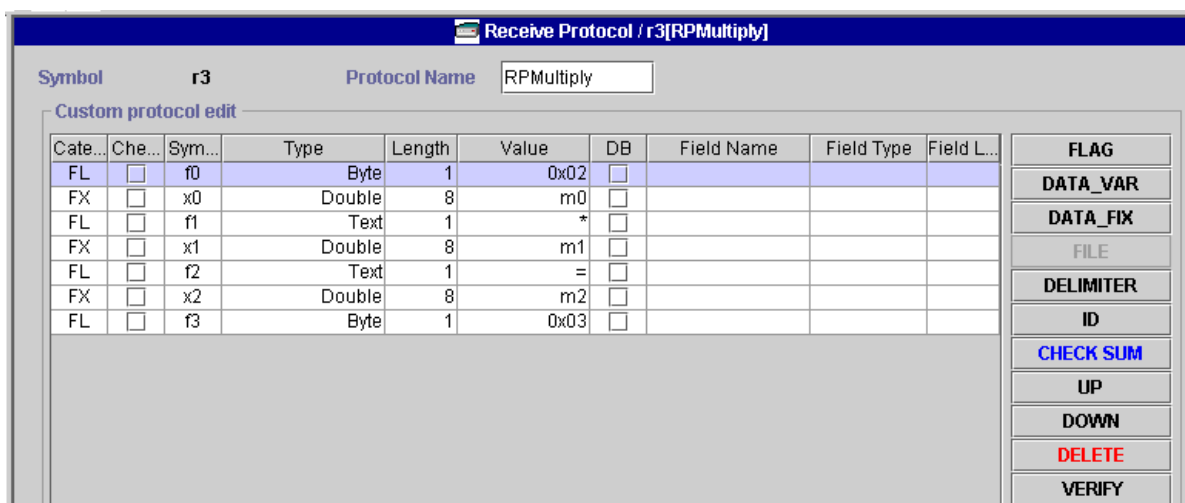 Receive Protocol / r3[RPMultiply]
Symbol r3 Protocol Name RPMultiply
Custom protocol edit
Cate... Che... Sym... Type Length Value DB Field Name Field Type Field L...
FL f0 Byte 1 0x02
FX x0 Double 8 m0
FL f1 Text 1 *
FX x1 Double 8 m1
FL f2 Text 1 =
FX x2 Double 8 m2
FL f3 Byte 1 0x03
FLAG
DATA_VAR
DATA_FIX
FILE
DELIMITER
ID
CHECK SUM
UP
DOWN
DELETE
VERIFY